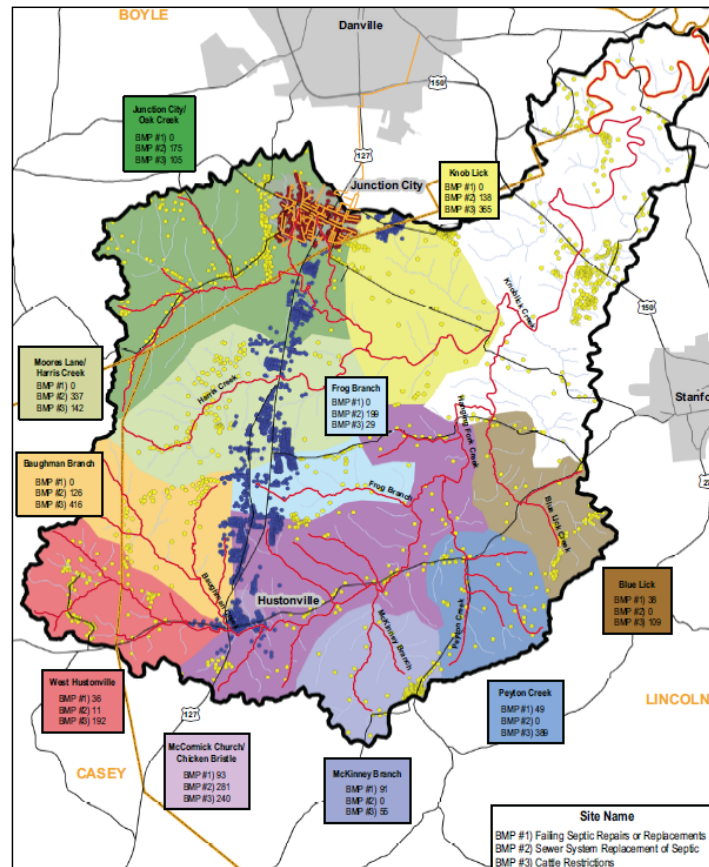 BOYLE
Danville
150
Junction City/
Oak Creek
BMP #1) 0
BMP #2) 175
BMP #3) 105
127
Junction City
Knob Lick
BMP #1) 0
BMP #2) 138
BMP #3) 365
Knoblick Creek
150
Moores Lane/
Harris Creek
BMP #1) 0
BMP #2) 337
BMP #3) 142
Harris Creek
Frog Branch
BMP #1) 0
BMP #2) 199
BMP #3) 29
Stanf
Hanging Fork Creek
Baughman Branch
BMP #1) 0
BMP #2) 126
BMP #3) 416
Frog Branch
Blue Lick Creek
Baughman Creek
Hustonville
McKinney Branch
Peyton Creek
Blue Lick
BMP #1) 38
BMP #2) 0
BMP #3) 109
West Hustonville
BMP #1) 36
BMP #2) 11
BMP #3) 192
127
Peyton Creek
BMP #1) 49
BMP #2) 0
BMP #3) 389
LINCOLN
McCormick Church/
Chicken Bristle
BMP #1) 93
BMP #2) 281
BMP #3) 240
CASEY
McKinney Branch
BMP #1) 91
BMP #2) 0
BMP #3) 55
Site Name
BMP #1) Failing Septic Repairs or Replacements
BMP #2) Sewer System Replacement of Septic
BMP #3) Cattle Restrictions